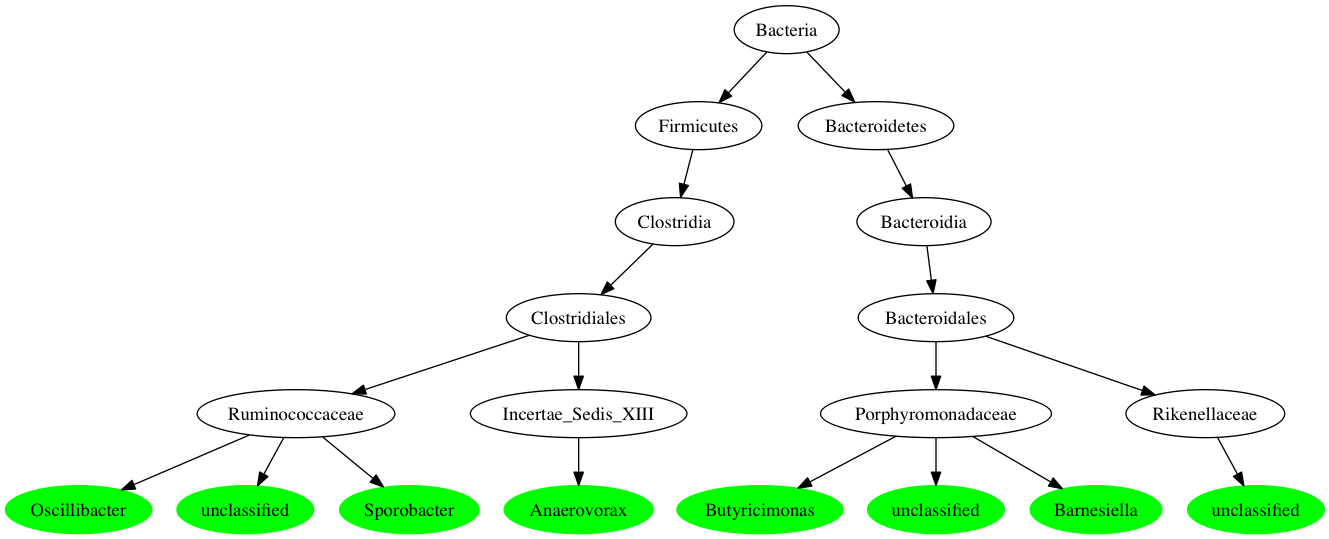 Bacteria
Firmicutes
Bacteroidetes
Clostridia
Bacteroidia
Clostridiales
Bacteroidales
Ruminococcaceae
Incertae_Sedis_XIII
Porphyromonadaceae
Rikenellaceae
Oscillibacter
unclassified
Sporobacter
Anaerovorax
Butyricimonas
unclassified
Barnesiella
unclassified